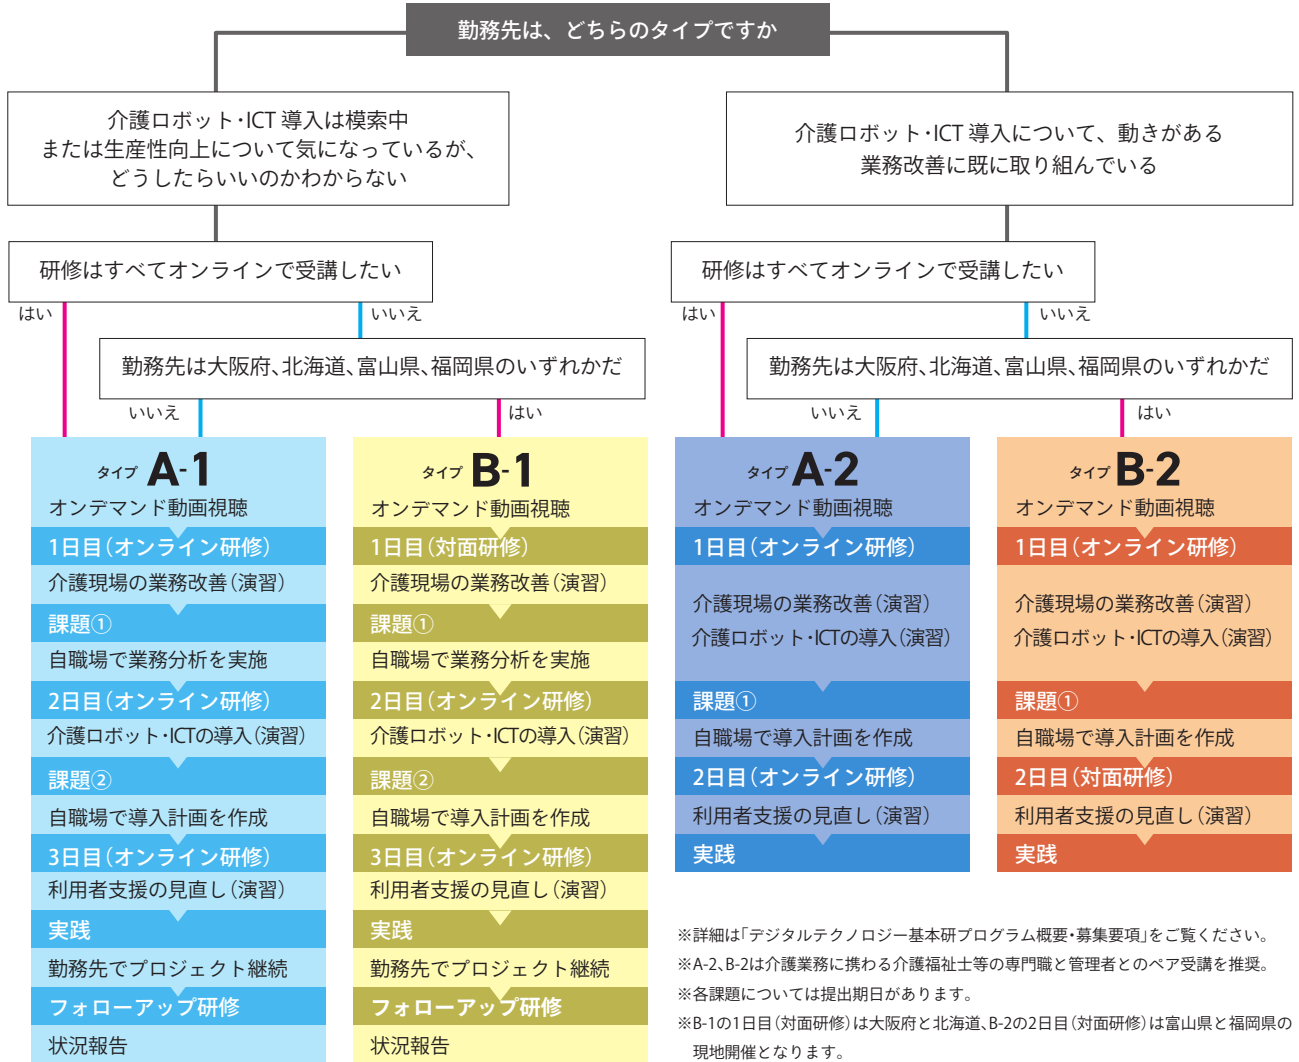 勤務先は、どちらのタイプですか
介護ロボット・ICT 導入は模索中
または生産性向上について気になっているが、
どうしたらいいのかわからない
研修はすべてオンラインで受講したい
はい
いいえ
勤務先は大阪府、北海道、富山県、福岡県のいずれかだ
いいえ
はい
介護ロボット・ICT 導入について、動きがある
業務改善に既に取り組んでいる
研修はすべてオンラインで受講したい
はい
いいえ
勤務先は大阪府、北海道、富山県、福岡県のいずれかだ
いいえ
はい
タイプ A-1
オンデマンド動画視聴
1日目(オンライン研修)
介護現場の業務改善(演習)
課題①
自職場で業務分析を実施
2日目(オンライン研修)
介護ロボット・ICTの導入(演習)
課題②
自職場で導入計画を作成
3日目(オンライン研修)
利用者支援の見直し(演習)
実践
勤務先でプロジェクト継続
フォローアップ研修
状況報告
タイプ B-1
オンデマンド動画視聴
1日目(対面研修)
介護現場の業務改善(演習)
課題①
自職場で業務分析を実施
2日目(オンライン研修)
介護ロボット・ICTの導入(演習)
課題②
自職場で導入計画を作成
3日目(オンライン研修)
利用者支援の見直し(演習)
実践
勤務先でプロジェクト継続
フォローアップ研修
状況報告
タイプ A-2
オンデマンド動画視聴
1日目(オンライン研修)
介護現場の業務改善(演習)
介護ロボット・ICTの導入(演習)
課題①
自職場で導入計画を作成
2日目(オンライン研修)
利用者支援の見直し(演習)
実践
タイプ B-2
オンデマンド動画視聴
1日目(オンライン研修)
介護現場の業務改善(演習)
介護ロボット・ICTの導入(演習)
課題①
自職場で導入計画を作成
2日目(対面研修)
利用者支援の見直し(演習)
実践
※詳細は「デジタルテクノロジー基本研プログラム概要・募集要項」をご覧ください。
※A-2、B-2は介護業務に携わる介護福祉士等の専門職と管理者とのペア受講を推奨。
※各課題については提出期日があります。
※B-1の1日目(対面研修)は大阪府と北海道、B-2の2日目(対面研修)は富山県と福岡県の
現地開催となります。